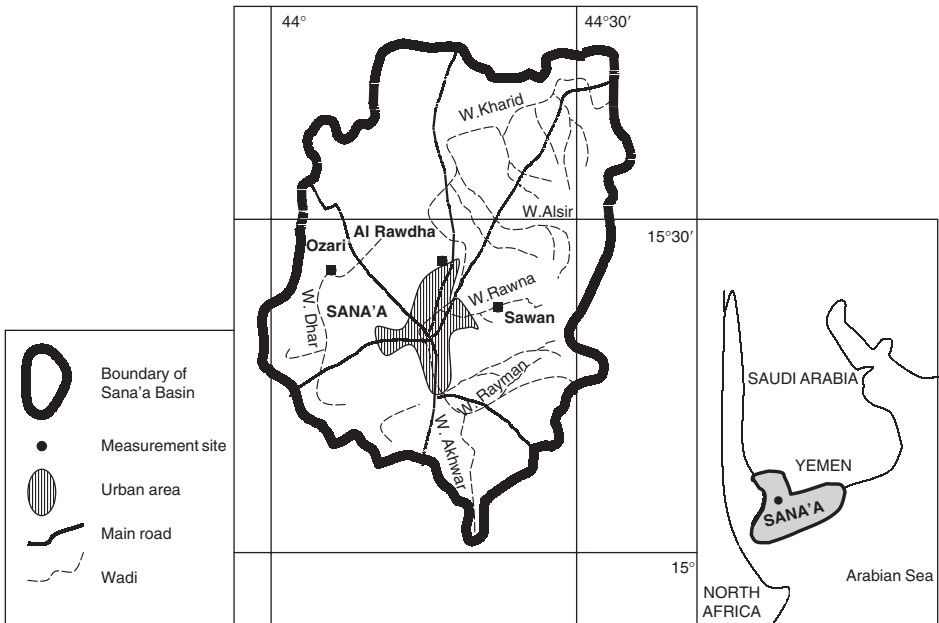 44°
44°30′
W.Kharid
W.Alsir
15°30′
Al Rawdha
Ozari
W.Rawna
SANA'A
Sawan
W. Dhar
W.Rayman
W. Akhwar
15°
Boundary of
Sana'a Basin
Measurement site
Urban area
Main road
Wadi
SAUDI ARABIA
YEMEN
SANA'A
Arabian Sea
NORTH
AFRICA